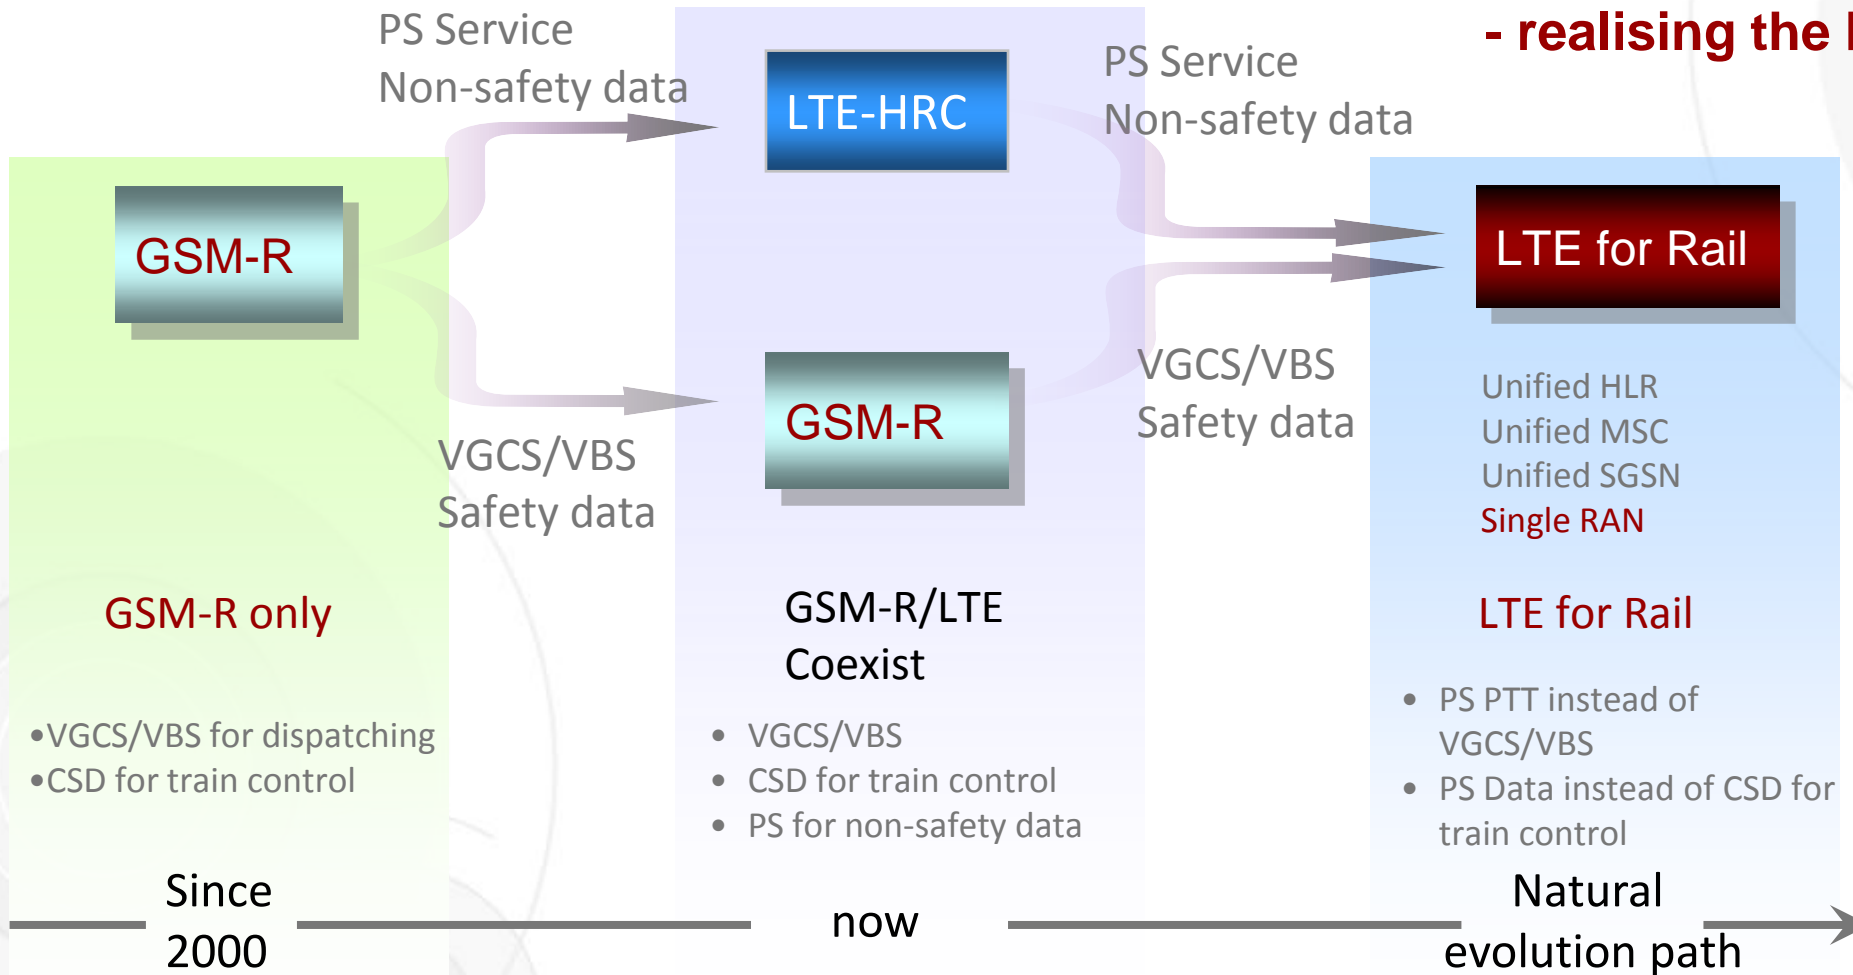 - realising the
PS Service
Non-safety data
LTE-HRC
PS Service
Non-safety data
GSM-R
LTE for Rail
VGCS/VBS
Safety data
GSM-R
VGCS/VBS
Safety data
Unified HLR
Unified MSC
Unified SGSN
Single RAN
GSM-R only
•VGCS/VBS for dispatching
•CSD for train control
GSM-R/LTE
Coexist
• VGCS/VBS
• CSD for train control
• PS for non-safety data
LTE for Rail
• PS PTT instead of
VGCS/VBS
• PS Data instead of CSD for
train control
Since
2000
now
Natural
evolution path